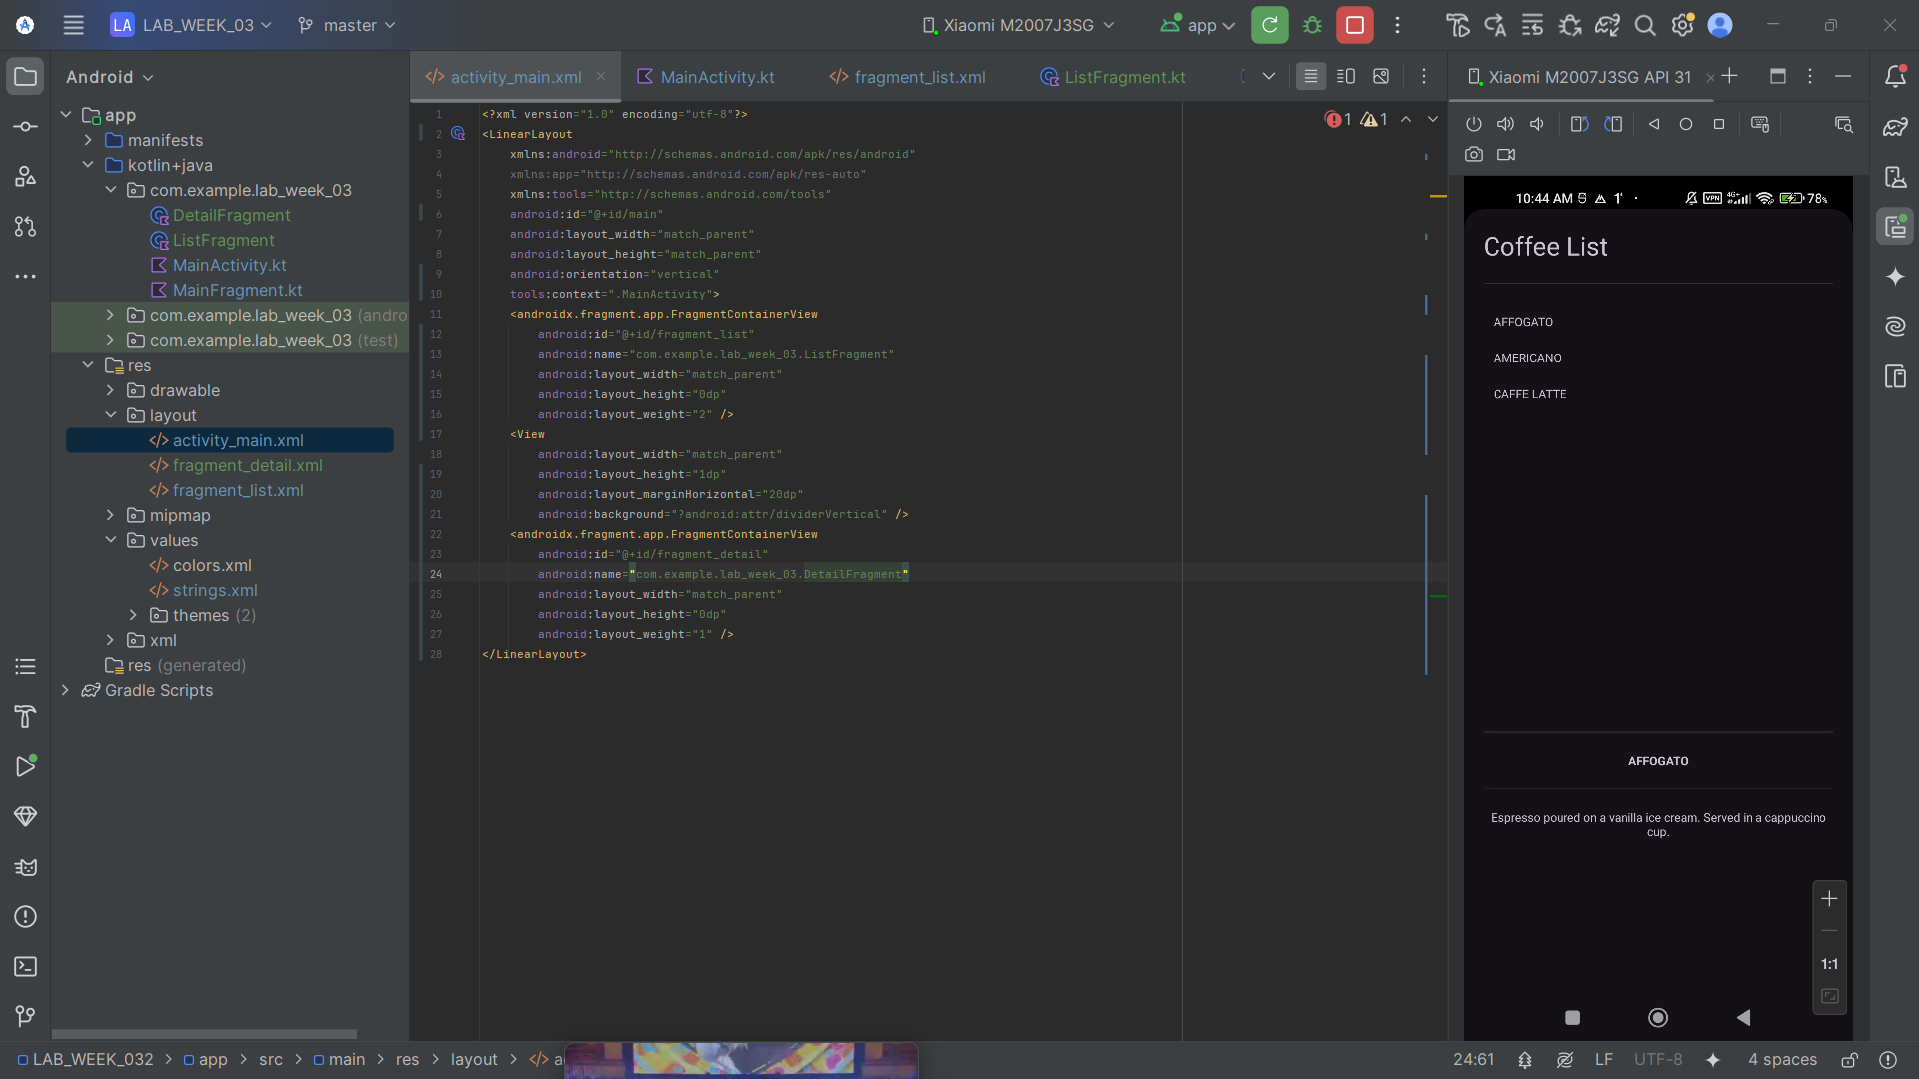 LA LAB_WEEK_03 master Xiaomi M2007J3SG app
Android
activity_main.xml MainActivity.kt fragment_list.xml ListFragment.kt
Xiaomi M2007J3SG API 31
app
manifests
kotlin+java
com.example.lab_week_03
DetailFragment
ListFragment
MainActivity.kt
MainFragment.kt
com.example.lab_week_03 (andro
com.example.lab_week_03 (test)
res
drawable
layout
activity_main.xml
fragment_detail.xml
fragment_list.xml
mipmap
values
colors.xml
strings.xml
themes (2)
xml
res (generated)
Gradle Scripts
1 <?xml version="1.0" encoding="utf-8"?>
2 <LinearLayout
3 xmlns:android="http://schemas.android.com/apk/res/android"
4 xmlns:app="http://schemas.android.com/apk/res-auto"
5 xmlns:tools="http://schemas.android.com/tools"
6 android:id="@+id/main"
7 android:layout_width="match_parent"
8 android:layout_height="match_parent"
9 android:orientation="vertical"
10 tools:context=".MainActivity">
11 <androidx.fragment.app.FragmentContainerView
12 android:id="@+id/fragment_list"
13 android:name="com.example.lab_week_03.ListFragment"
14 android:layout_width="match_parent"
15 android:layout_height="0dp"
16 android:layout_weight="2" />
17 <View
18 android:layout_width="match_parent"
19 android:layout_height="1dp"
20 android:layout_marginHorizontal="20dp"
21 android:background="?android:attr/dividerVertical" />
22 <androidx.fragment.app.FragmentContainerView
23 android:id="@+id/fragment_detail"
24 android:name="com.example.lab_week_03.DetailFragment"
25 android:layout_width="match_parent"
26 android:layout_height="0dp"
27 android:layout_weight="1" />
28 </LinearLayout>
1 1
10:44 AM VPN 4G+ 78%
Coffee List
AFFOGATO
AMERICANO
CAFFE LATTE
AFFOGATO
Espresso poured on a vanilla ice cream. Served in a cappuccino
cup.
1:1
LAB_WEEK_032 > app > src > main > res > layout > a
24:61 LF UTF-8 4 spaces